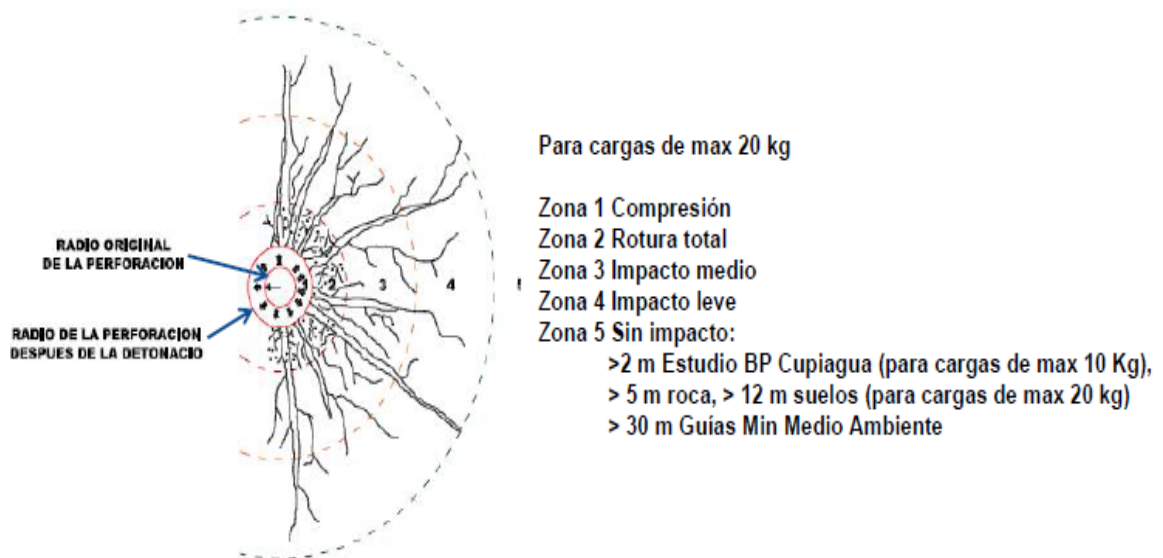 RADIO ORIGINAL
DE LA PERFORACION
RADIO DE LA PERFORACION
DESPUES DE LA DETONACIO
1
2
3
4
Para cargas de max 20 kg
Zona 1 Compresión
Zona 2 Rotura total
Zona 3 Impacto medio
Zona 4 Impacto leve
Zona 5 Sin impacto:
>2 m Estudio BP Cupiagua (para cargas de max 10 Kg),
> 5 m roca, > 12 m suelos (para cargas de max 20 kg)
> 30 m Guías Min Medio Ambiente